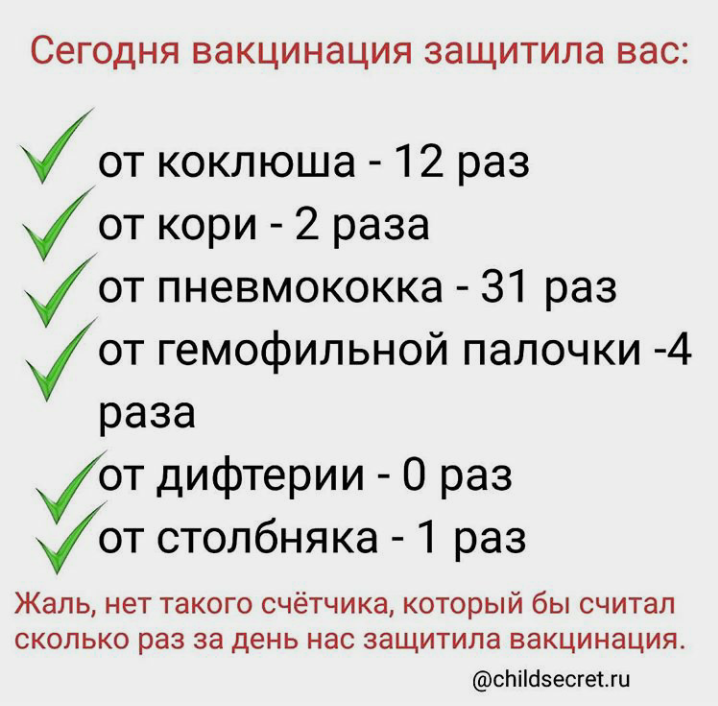 Сегодня вакцинация защитила вас:
от коклюша - 12 раз
от кори - 2 раза
от пневмококка - 31 раз
от гемофильной палочки -4
раза
от дифтерии - 0 раз
от столбняка - 1 раз
Жаль, нет такого счётчика, который бы считал
сколько раз за день нас защитила вакцинация.
@childsecret.ru